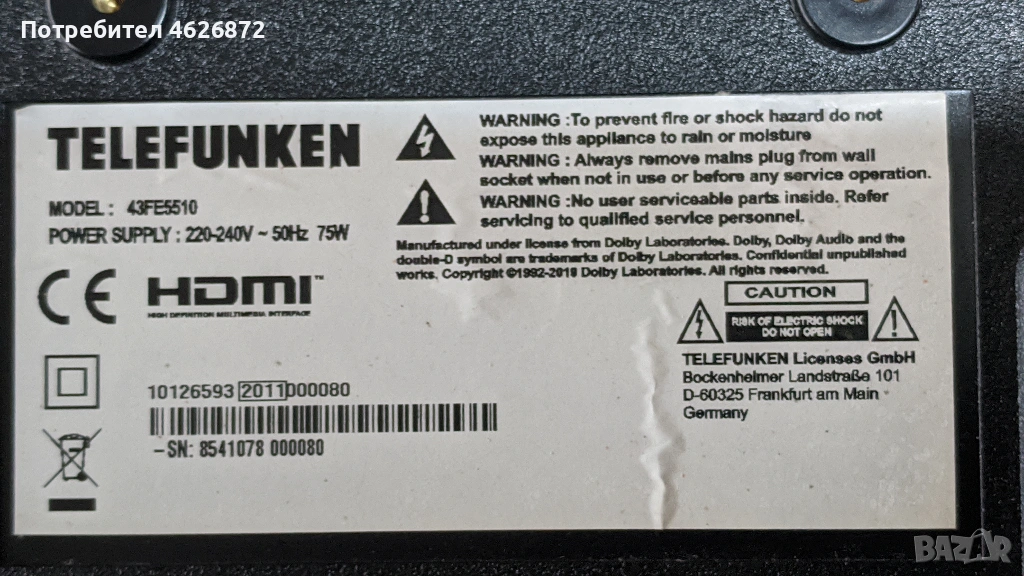 Потребител 4626872
TELEFUNKEN
MODEL: 43FE5510
POWER SUPPLY: 220-240V ~ 50Hz 75W
CE HDMI™
HIGH DEFINITION MULTIMEDIA INTERFACE
WARNING :To prevent fire or shock hazard do not
expose this appliance to rain or moisture
WARNING : Always remove mains plug from wall
socket when not in use or before any service operation.
WARNING :No user serviceable parts inside. Refer
servicing to qualified service personnel.
Manufactured under license from Dolby Laboratories. Dolby, Dolby Audio and the
double-D symbol are trademarks of Dolby Laboratories. Confidential unpublished
works. Copyright ©1992-2019 Dolby Laboratories. All rights reserved.
CAUTION
RISK OF ELECTRIC SHOCK
DO NOT OPEN
TELEFUNKEN Licenses GmbH
Bockenheimer Landstraße 101
D-60325 Frankfurt am Main
Germany
10126593 2011000080
-SN: 8541078 000080
BAZAR